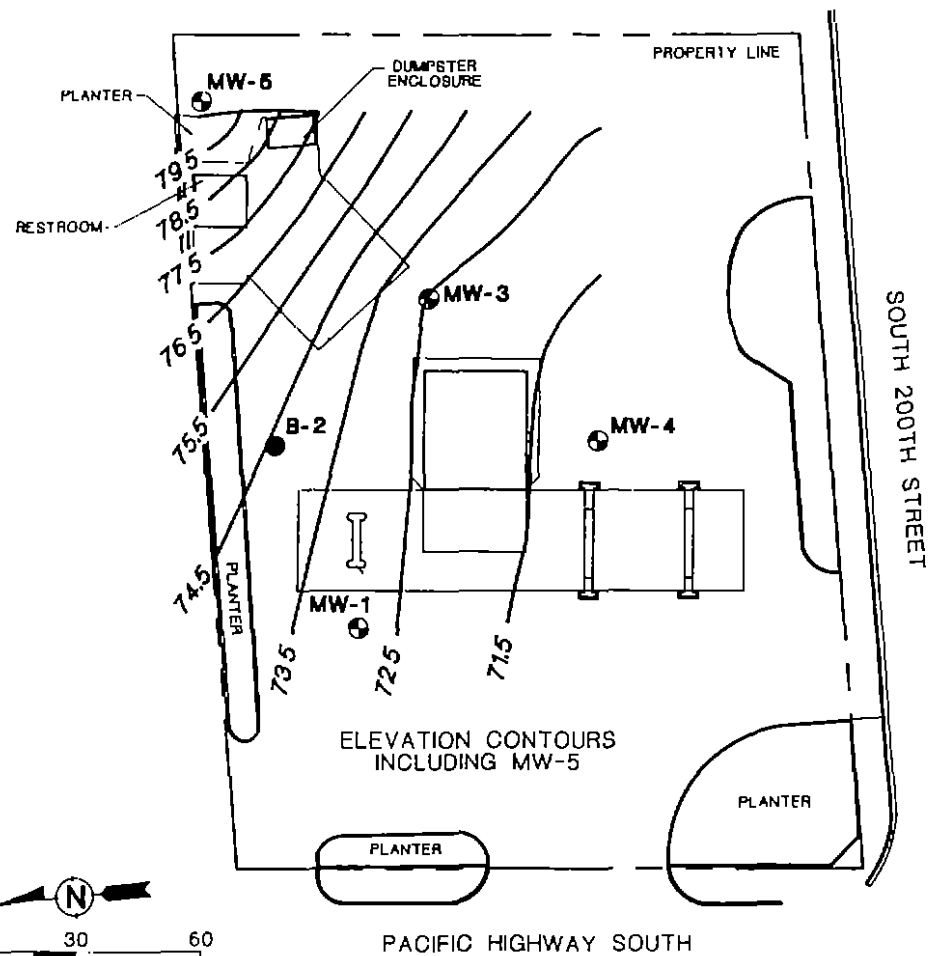 PROPERTY LINE
MW-5
DUMPSTER
ENCLOSURE
PLANTER
79.5
78.5
RESTROOM
77.5
76.5
MW-3
SOUTH 200TH STREET
75.5
B-2
MW-4
74.5
PLANTER
MW-1
73.5
72.5
71.5
ELEVATION CONTOURS
INCLUDING MW-5
PLANTER
PLANTER
N
30 60
PACIFIC HIGHWAY SOUTH